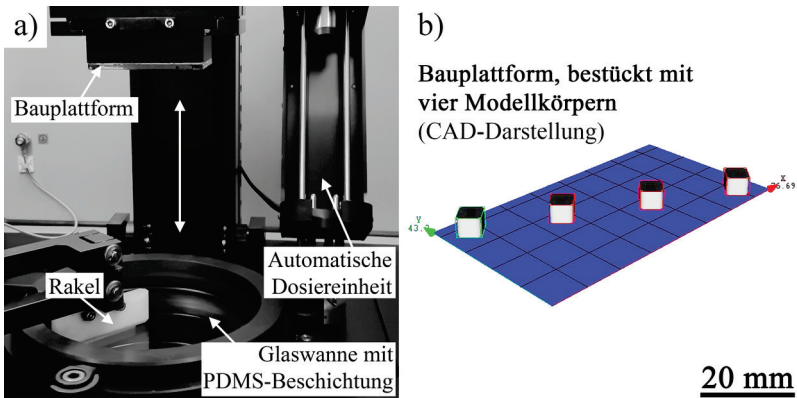 a)
Bauplattform
Rakel
Automatische
Dosiereinheit
Glaswanne mit
PDMS-Beschichtung
b)
Bauplattform, bestückt mit
vier Modellkörpern
(CAD-Darstellung)
X
Y
20 mm